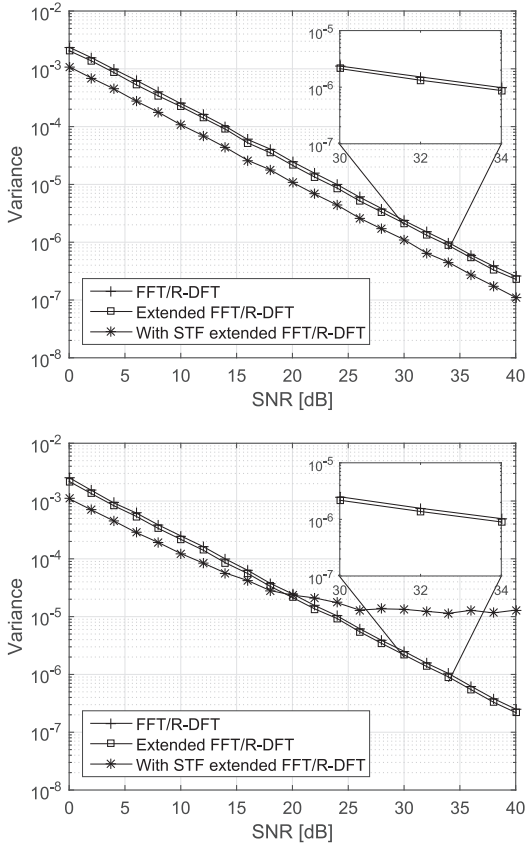 10^-2
10^-3
10^-4
10^-5
10^-6
10^-7
10^-8
Variance
0 5 10 15 20 25 30 35 40
SNR [dB]
10^-5
10^-6
10^-7
30 32 34
FFT/R-DFT
Extended FFT/R-DFT
With STF extended FFT/R-DFT
10^-2
10^-3
10^-4
10^-5
10^-6
10^-7
10^-8
Variance
0 5 10 15 20 25 30 35 40
SNR [dB]
10^-5
10^-6
10^-7
30 32 34
FFT/R-DFT
Extended FFT/R-DFT
With STF extended FFT/R-DFT